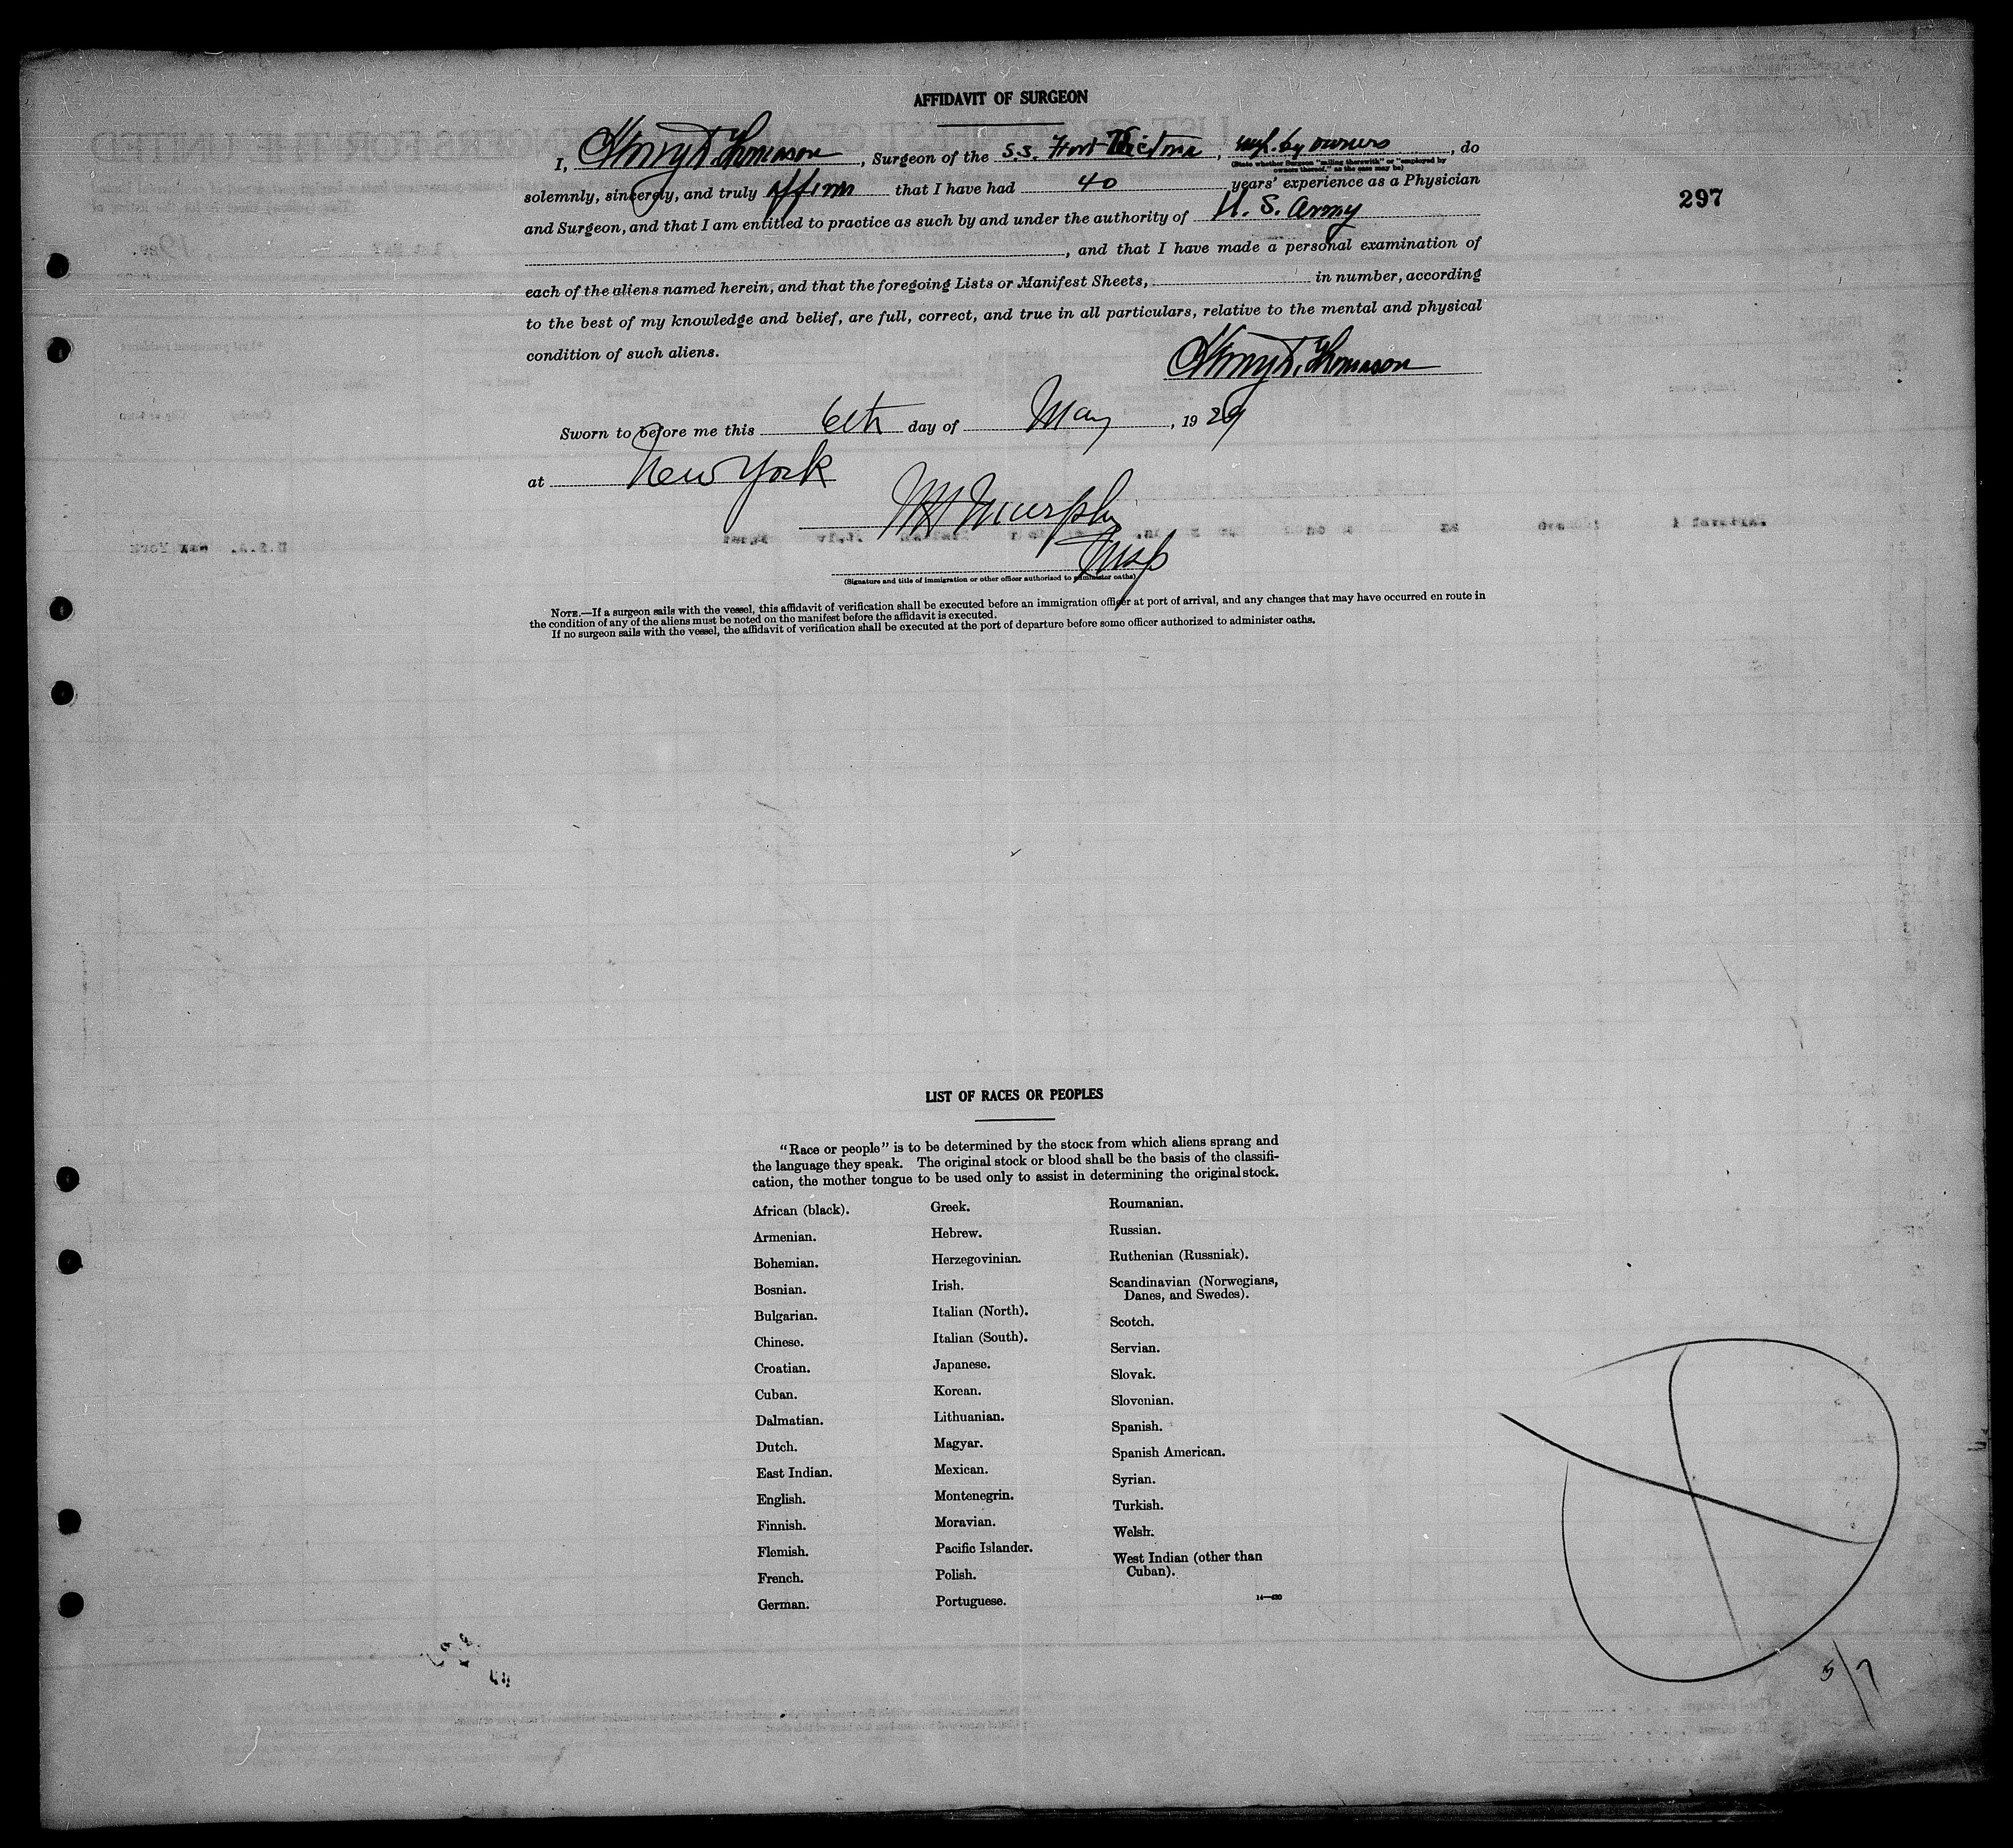 AFFIDAVIT OF SURGEON
I, Henry D. Thomason, Surgeon of the S.S. Fort Victoria, emp. by owners, do
(State whether Surgeon "sailing therewith" or "employed by
owners thereof," as the case may be)
solemnly, sincerely, and truly affirm that I have had 40 years' experience as a Physician
and Surgeon, and that I am entitled to practice as such by and under the authority of U. S. Army
, and that I have made a personal examination of
each of the aliens named herein, and that the foregoing Lists or Manifest Sheets, in number, according
to the best of my knowledge and belief, are full, correct, and true in all particulars, relative to the mental and physical
condition of such aliens.
Henry D. Thomason
297
Sworn to before me this 6th day of May, 1929
at New York
Murphy
Insp
(Signature and title of immigration or other officer authorized to administer oaths)
NOTE.—If a surgeon sails with the vessel, this affidavit of verification shall be executed before an immigration officer at port of arrival, and any changes that may have occurred en route in
the condition of any of the aliens must be noted on the manifest before the affidavit is executed.
If no surgeon sails with the vessel, the affidavit of verification shall be executed at the port of departure before some officer authorized to administer oaths.
LIST OF RACES OR PEOPLES
"Race or people" is to be determined by the stock from which aliens sprang and
the language they speak. The original stock or blood shall be the basis of the classifi-
cation, the mother tongue to be used only to assist in determining the original stock.
African (black).
Armenian.
Bohemian.
Bosnian.
Bulgarian.
Chinese.
Croatian.
Cuban.
Dalmatian.
Dutch.
East Indian.
English.
Finnish.
Flemish.
French.
German.
Greek.
Hebrew.
Herzegovinian.
Irish.
Italian (North).
Italian (South).
Japanese.
Korean.
Lithuanian.
Magyar.
Mexican.
Montenegrin.
Moravian.
Pacific Islander.
Polish.
Portuguese.
Roumanian.
Russian.
Ruthenian (Russniak).
Scandinavian (Norwegians,
Danes, and Swedes).
Scotch.
Servian.
Slovak.
Slovenian.
Spanish.
Spanish American.
Syrian.
Turkish.
Welsh.
West Indian (other than
Cuban).
5/7